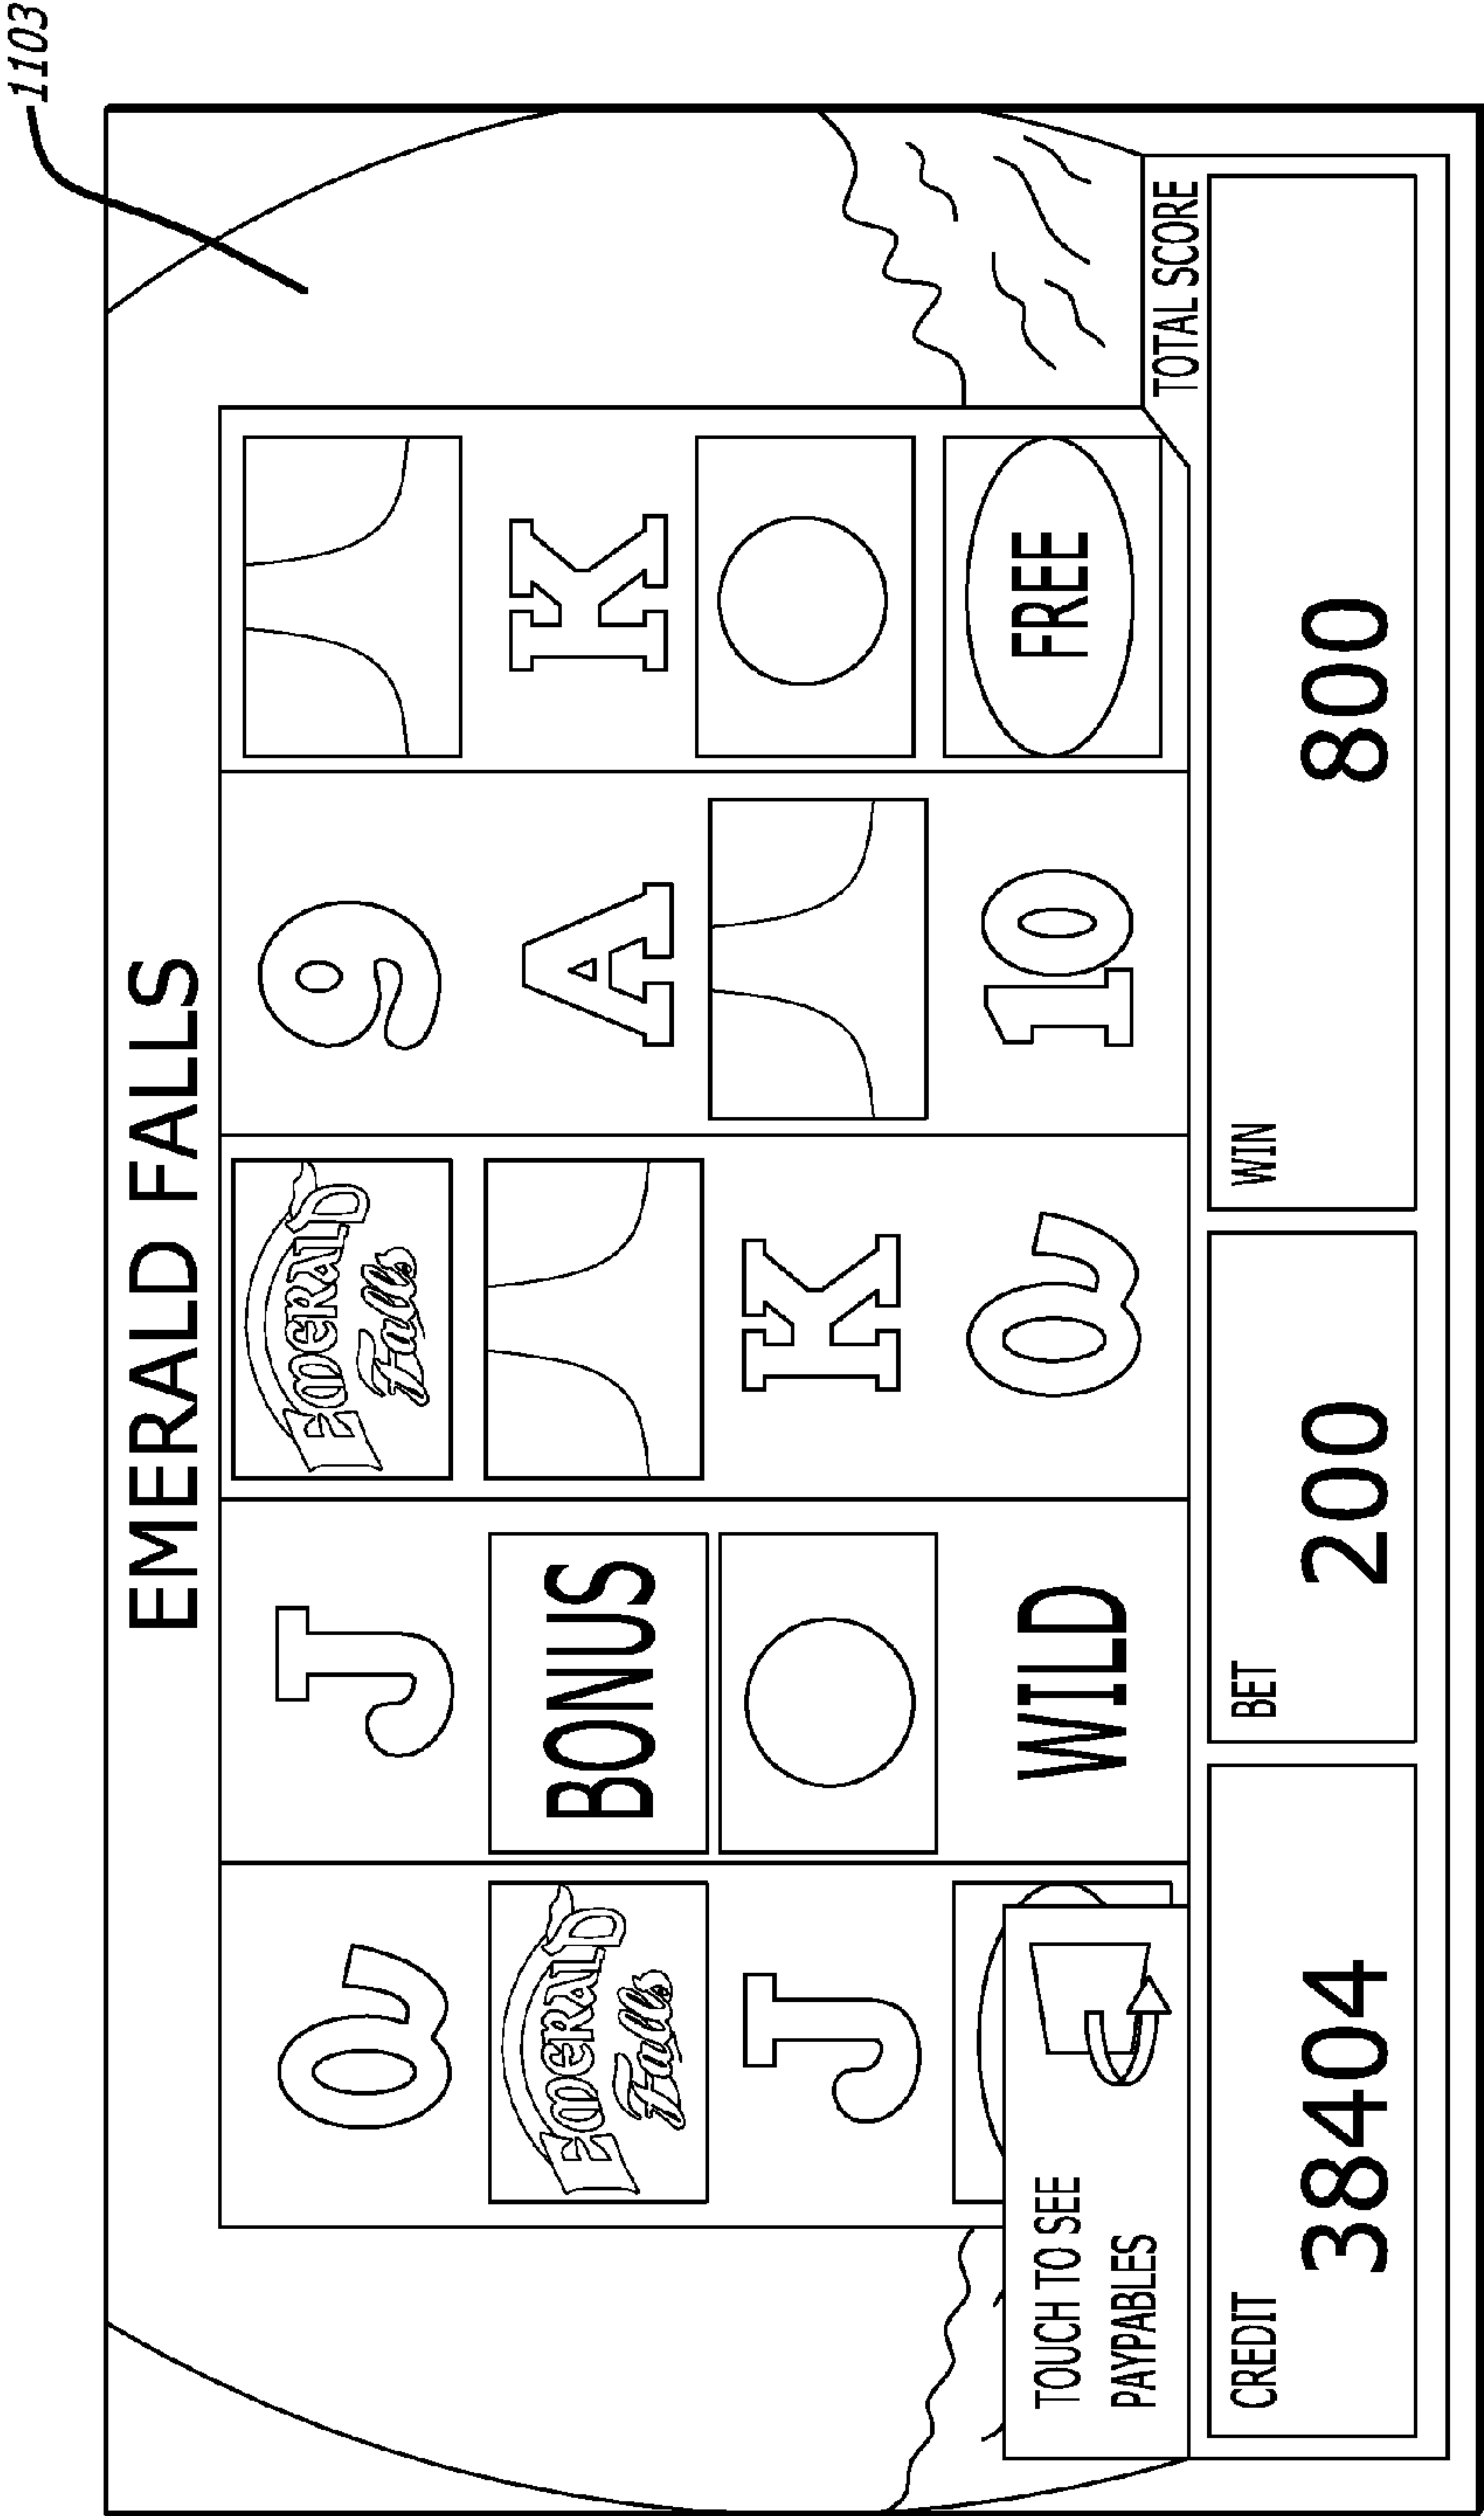 1103
EMERALD FALLS
Q J EMERALD Falls 9
EMERALD Falls BONUS A K
J K
WILD Q 10 FREE
TOUCH TO SEE
PAYPABLES
TOTAL SCORE
CREDIT BET WIN
38404 200 800